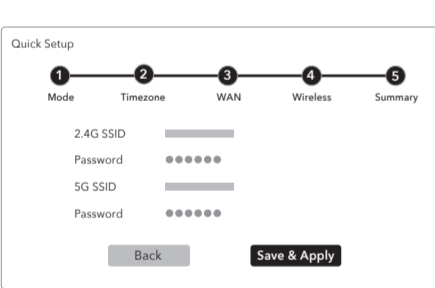 Quick Setup
1 2 3 4 5
Mode Timezone WAN Wireless Summary
2.4G SSID
Password ●●●●●●
5G SSID
Password ●●●●●●
Back Save & Apply